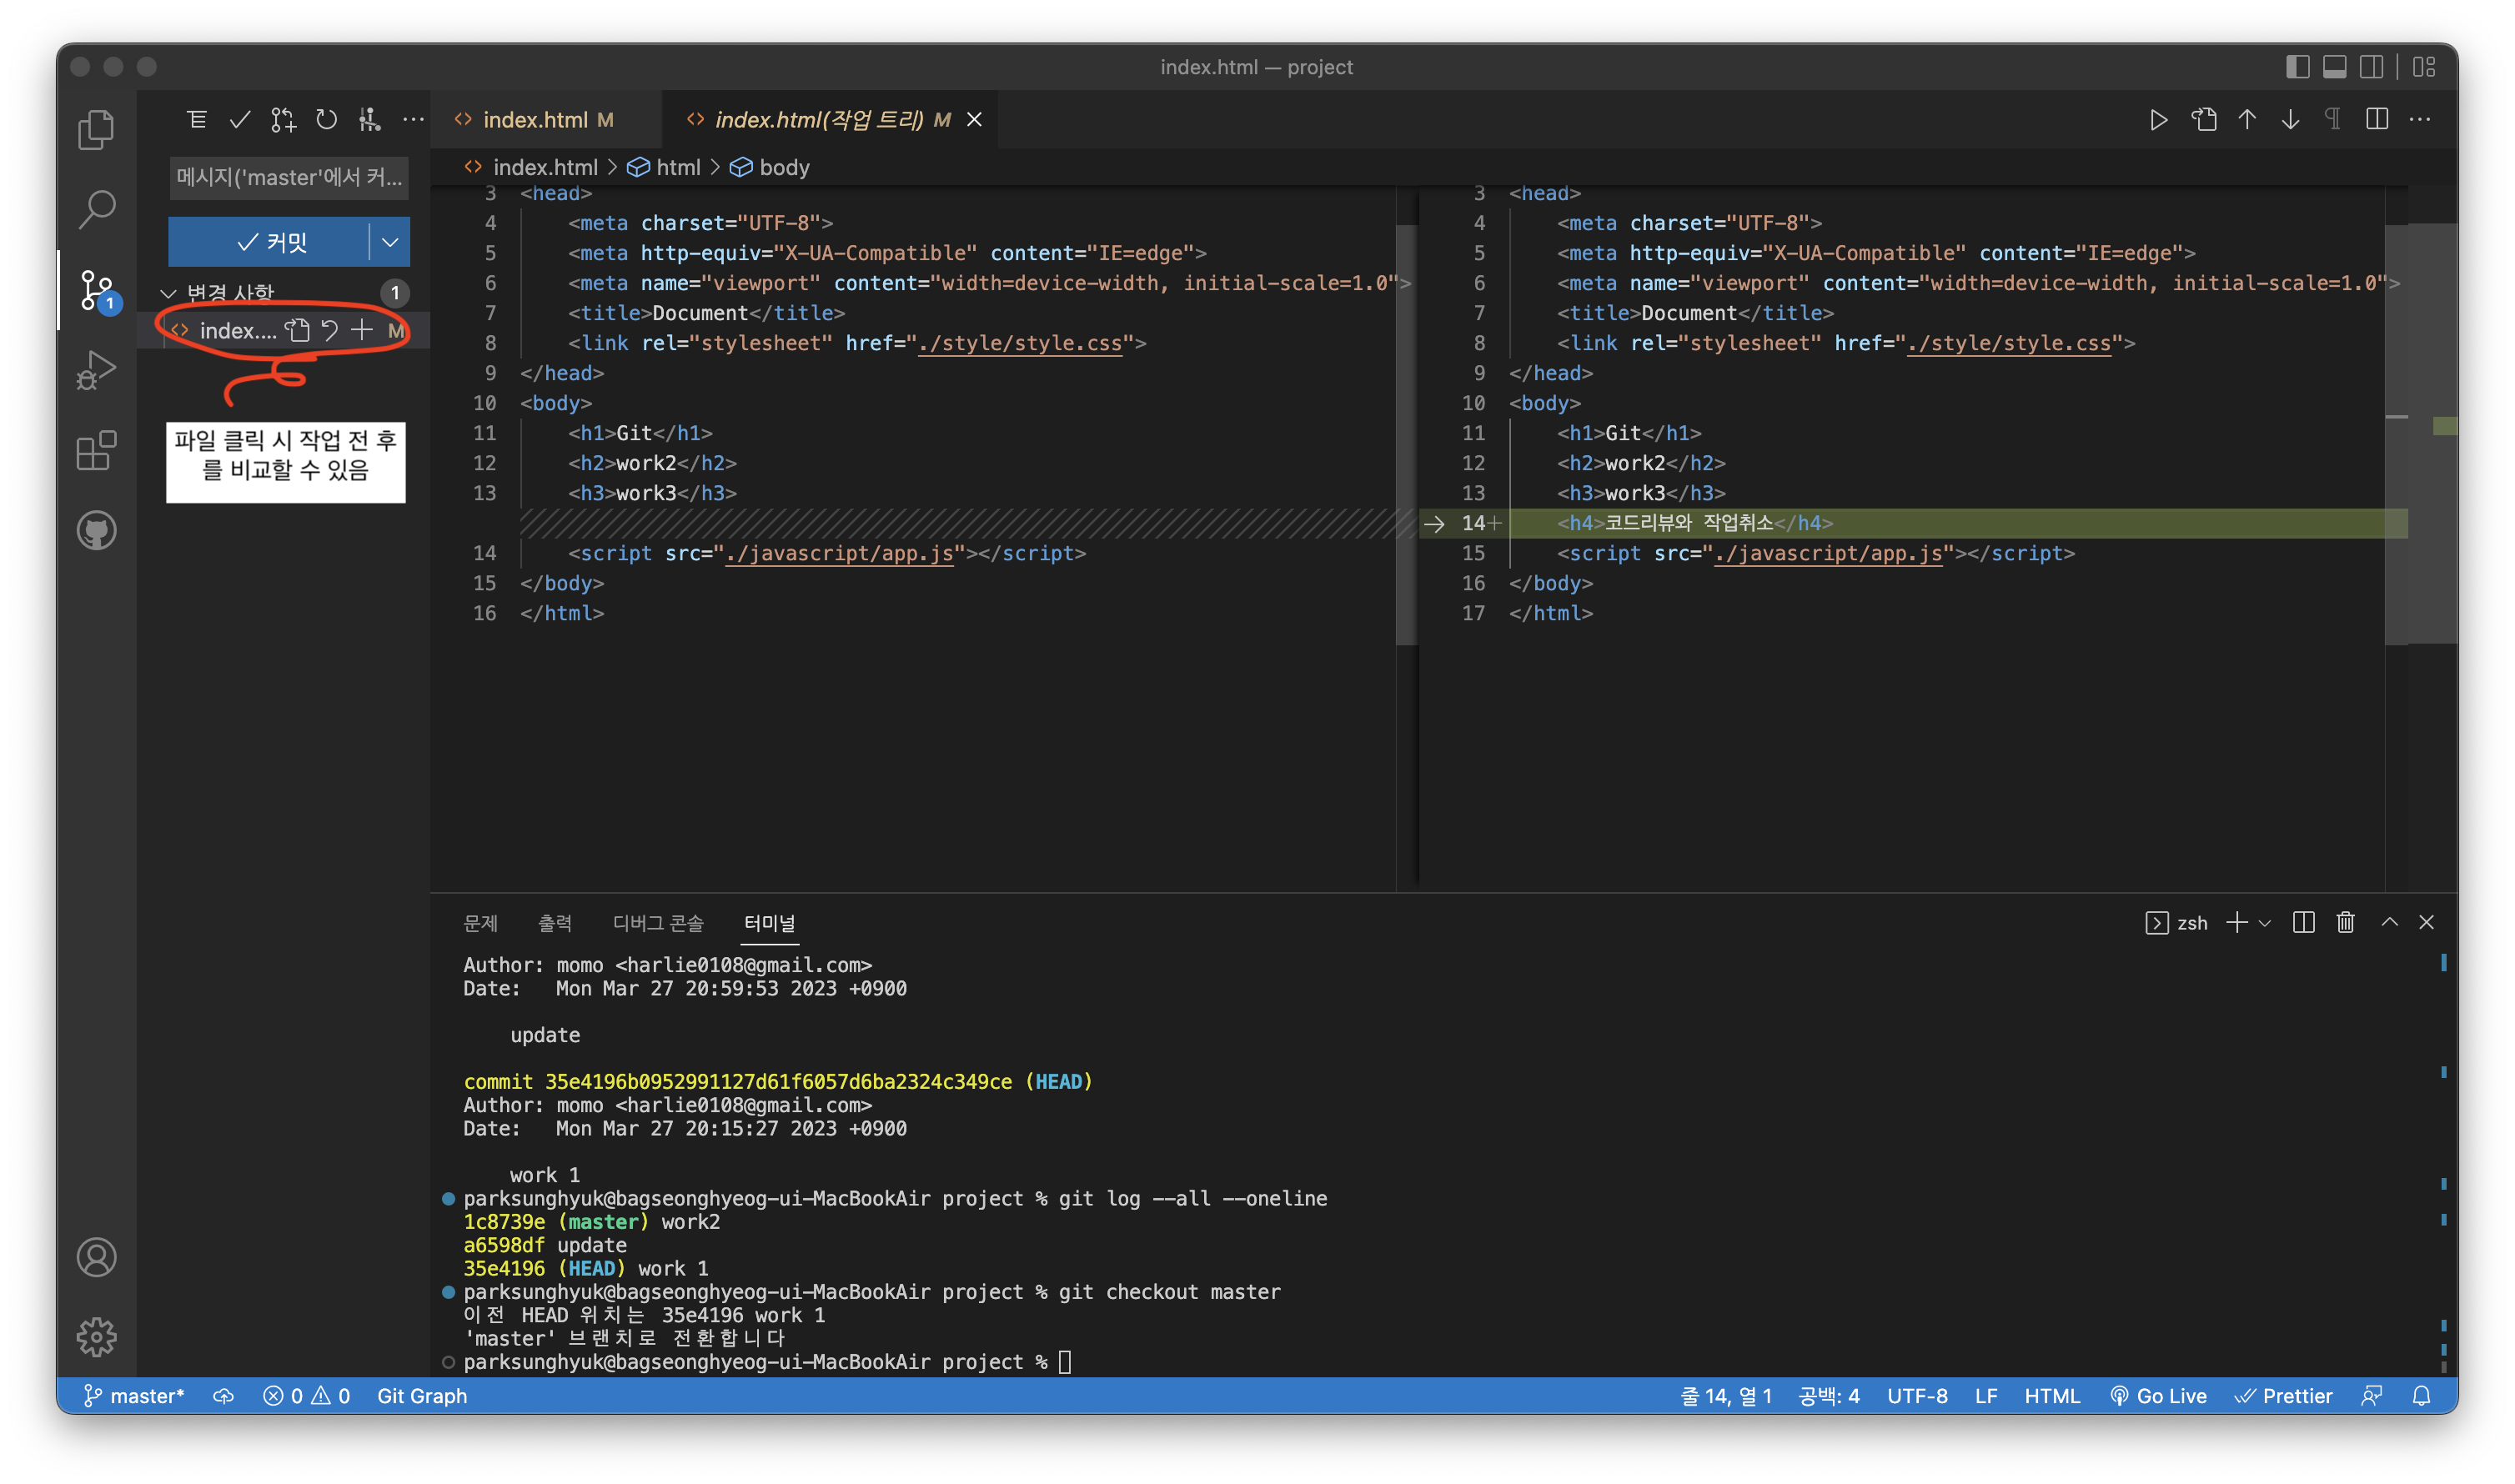 index.html — project
index.html M
index.html(작업 트리) M
메시지('master'에서 커...
index.html > html > body
커밋
변경 사항 1
1
index.... M
파일 클릭 시 작업 전 후
를 비교할 수 있음
3 <head>
4 <meta charset="UTF-8">
5 <meta http-equiv="X-UA-Compatible" content="IE=edge">
6 <meta name="viewport" content="width=device-width, initial-scale=1.0">
7 <title>Document</title>
8 <link rel="stylesheet" href="./style/style.css">
9 </head>
10 <body>
11 <h1>Git</h1>
12 <h2>work2</h2>
13 <h3>work3</h3>
14 <script src="./javascript/app.js"></script>
15 </body>
16 </html>
3 <head>
4 <meta charset="UTF-8">
5 <meta http-equiv="X-UA-Compatible" content="IE=edge">
6 <meta name="viewport" content="width=device-width, initial-scale=1.0">
7 <title>Document</title>
8 <link rel="stylesheet" href="./style/style.css">
9 </head>
10 <body>
11 <h1>Git</h1>
12 <h2>work2</h2>
13 <h3>work3</h3>
14+ <h4>코드리뷰와 작업취소</h4>
15 <script src="./javascript/app.js"></script>
16 </body>
17 </html>
문제 출력 디버그 콘솔 터미널
zsh
Author: momo <harlie0108@gmail.com>
Date:   Mon Mar 27 20:59:53 2023 +0900
update
commit 35e4196b0952991127d61f6057d6ba2324c349ce (HEAD)
Author: momo <harlie0108@gmail.com>
Date:   Mon Mar 27 20:15:27 2023 +0900
work 1
parksunghyuk@bagseonghyeog-ui-MacBookAir project % git log --all --oneline
1c8739e (master) work2
a6598df update
35e4196 (HEAD) work 1
parksunghyuk@bagseonghyeog-ui-MacBookAir project % git checkout master
이전 HEAD 위치는 35e4196 work 1
'master' 브랜치로 전환합니다
parksunghyuk@bagseonghyeog-ui-MacBookAir project %
master* 0 0 Git Graph
줄 14, 열 1 공백: 4 UTF-8 LF HTML Go Live Prettier